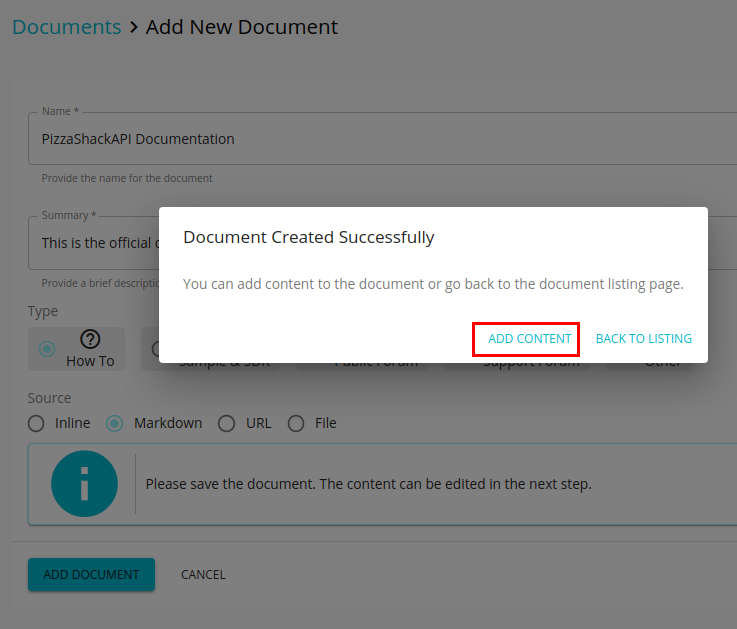 Documents > Add New Document
Name *
PizzaShackAPI Documentation
Provide the name for the document
Summary *
This is the official
Provide a brief descriptio
Document Created Successfully
You can add content to the document or go back to the document listing page.
ADD CONTENT BACK TO LISTING
Type
How To
Sample & SDK Public Forum Support Forum Other
Source
Inline Markdown URL File
Please save the document. The content can be edited in the next step.
ADD DOCUMENT CANCEL